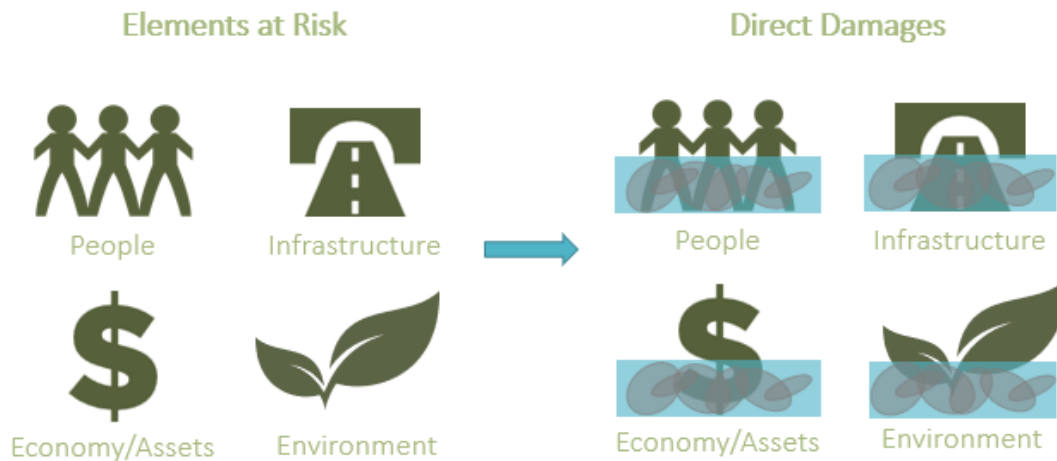 Elements at Risk
Direct Damages
People
Infrastructure
People
Infrastructure
$
$
Economy/Assets
Environment
Economy/Assets
Environment